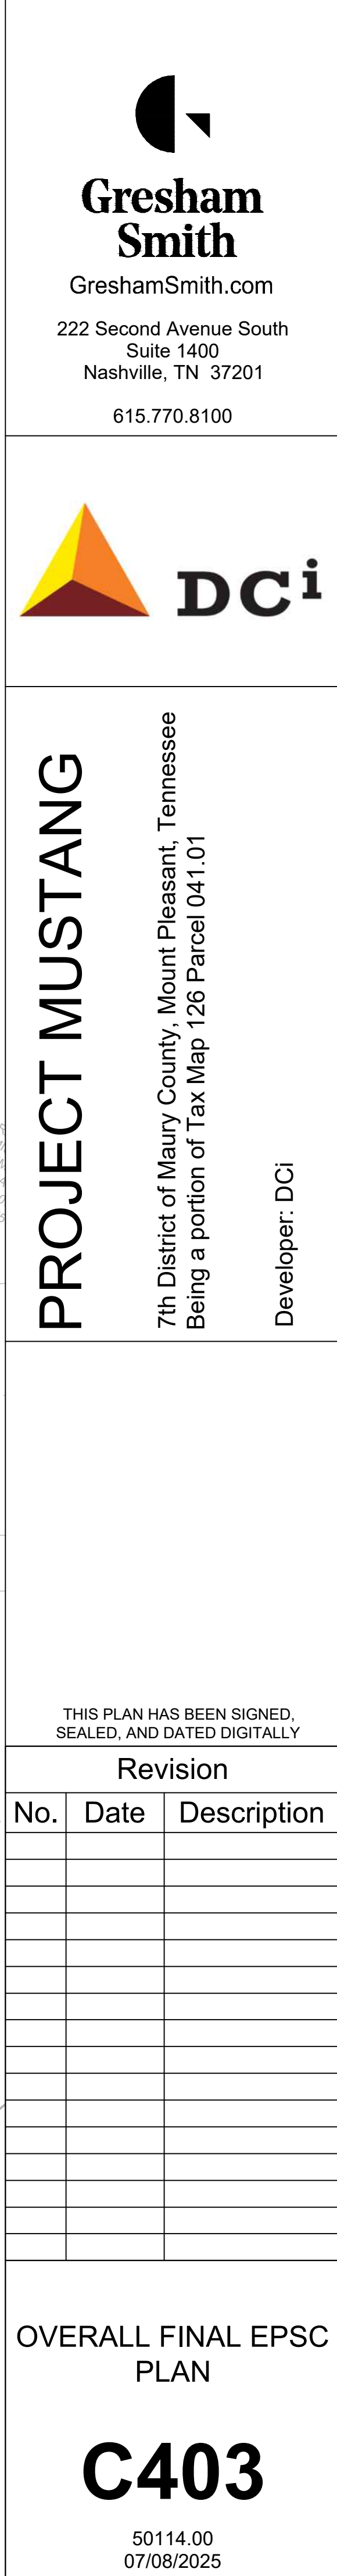 Gresham
Smith
GreshamSmith.com
222 Second Avenue South
Suite 1400
Nashville, TN 37201
615.770.8100
DCi
PROJECT MUSTANG
7th District of Maury County, Mount Pleasant, Tennessee
Being a portion of Tax Map 126 Parcel 041.01
Developer: DCi
THIS PLAN HAS BEEN SIGNED,
SEALED, AND DATED DIGITALLY
Revision
No. Date Description
OVERALL FINAL EPSC
PLAN
C403
50114.00
07/08/2025